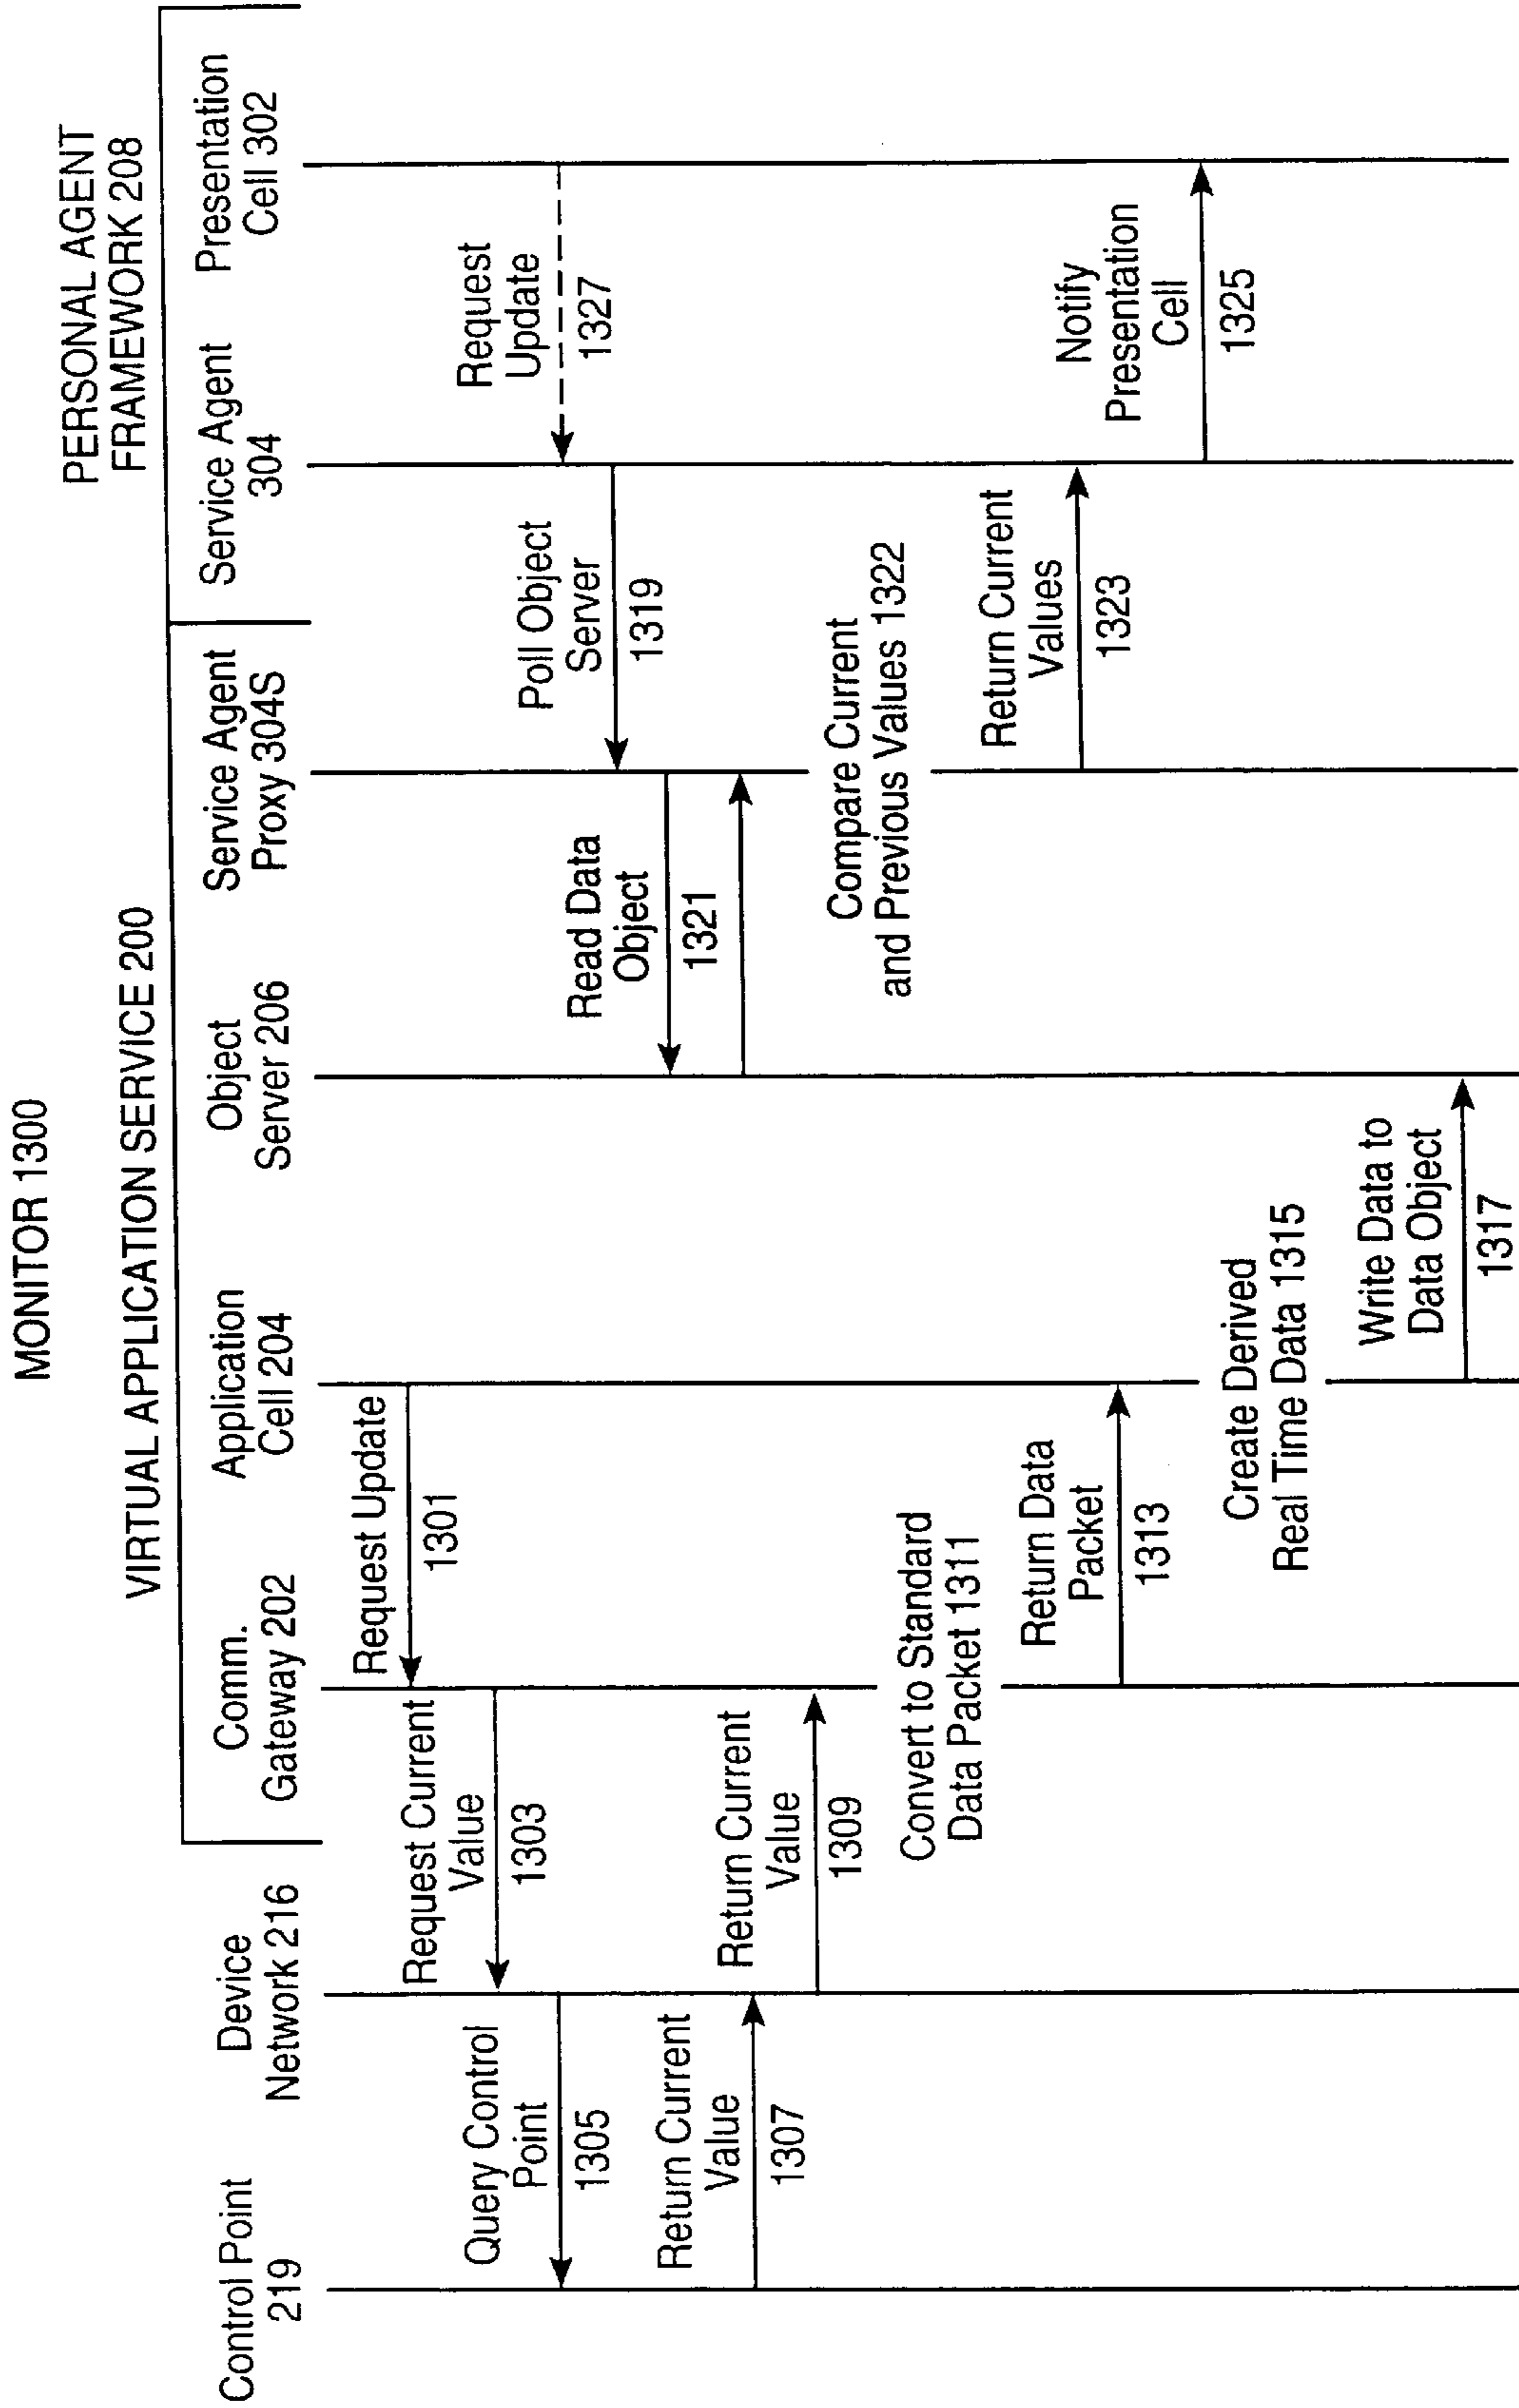 MONITOR 1300
VIRTUAL APPLICATION SERVICE 200
PERSONAL AGENT
FRAMEWORK 208
Control Point
219
Device
Network 216
Comm.
Gateway 202
Application
Cell 204
Object
Server 206
Service Agent
Proxy 304S
Service Agent
304
Presentation
Cell 302
Request Update
1301
Request Current
Value
1303
Query Control
Point
1305
Return Current
Value
1307
Return Current
Value
1309
Convert to Standard
Data Packet 1311
Return Data
Packet
1313
Create Derived
Real Time Data 1315
Write Data to
Data Object
1317
Request
Update
1327
Poll Object
Server
1319
Read Data
Object
1321
Compare Current
and Previous Values 1322
Return Current
Values
1323
Notify
Presentation
Cell
1325